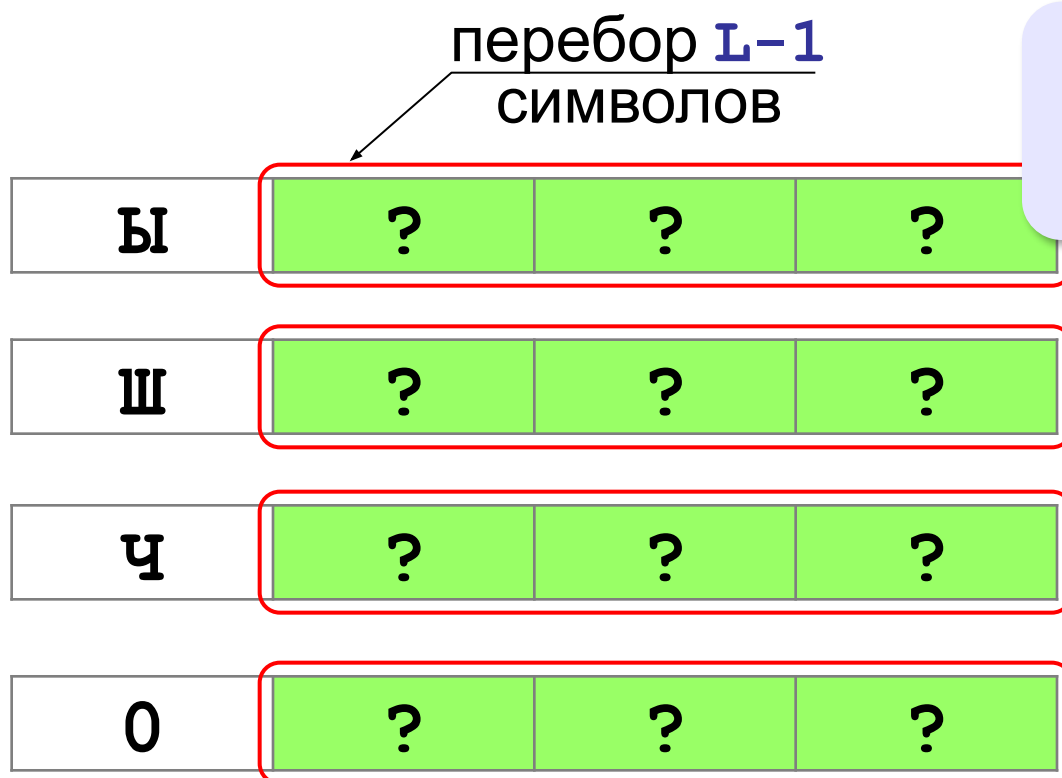 перебор L-1
символов
Ы ? ? ?
Ш ? ? ?
Ч ? ? ?
О ? ? ?